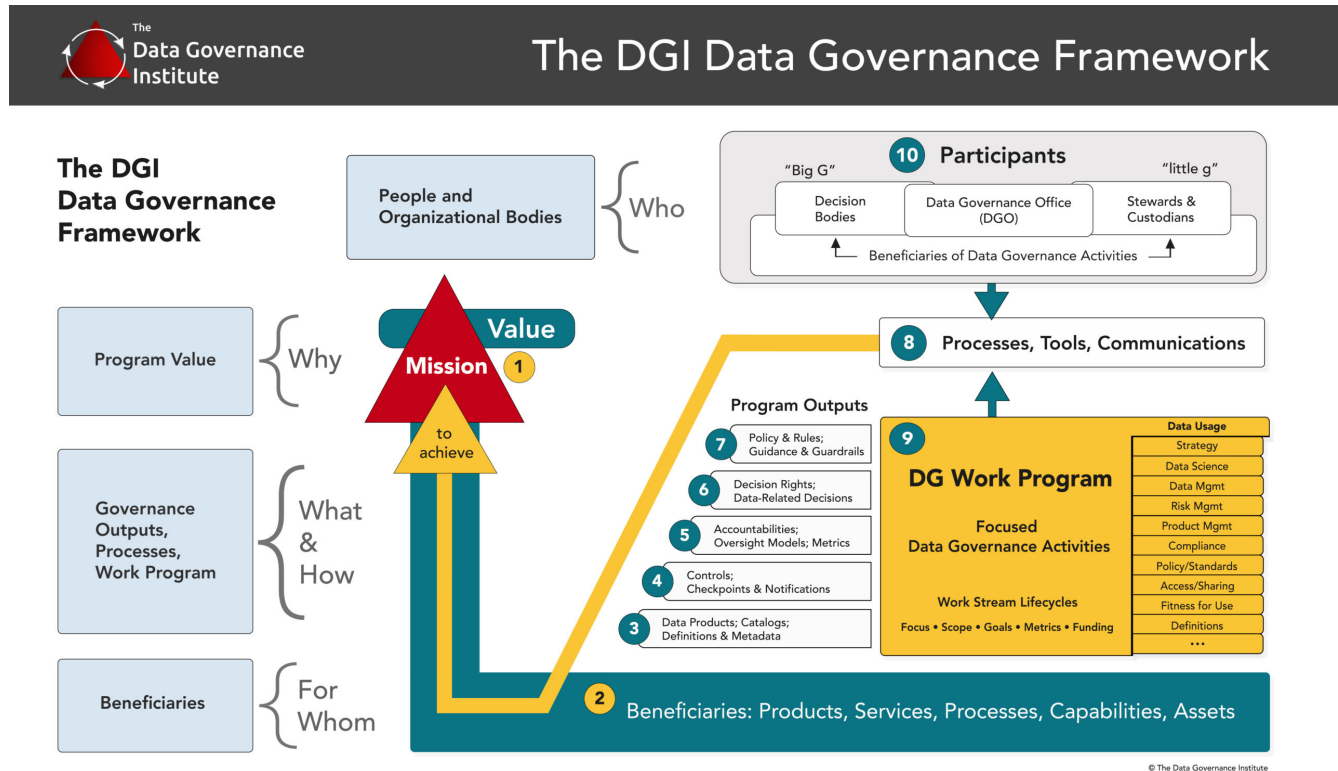 The
Data Governance
Institute
The DGI Data Governance Framework
The DGI
Data Governance
Framework
People and
Organizational Bodies
Who
10 Participants
"Big G"
"little g"
Decision
Bodies
Data Governance Office
(DGO)
Stewards &
Custodians
Beneficiaries of Data Governance Activities
Program Value
Why
Value
Mission
1
to
achieve
8 Processes, Tools, Communications
Governance
Outputs,
Processes,
Work Program
What
&
How
Program Outputs
7 Policy & Rules;
Guidance & Guardrails
6 Decision Rights;
Data-Related Decisions
5 Accountabilities;
Oversight Models; Metrics
4 Controls;
Checkpoints & Notifications
3 Data Products; Catalogs;
Definitions & Metadata
9
DG Work Program
Focused
Data Governance Activities
Work Stream Lifecycles
Focus • Scope • Goals • Metrics • Funding
Data Usage
Strategy
Data Science
Data Mgmt
Risk Mgmt
Product Mgmt
Compliance
Policy/Standards
Access/Sharing
Fitness for Use
Definitions
•••
Beneficiaries
For
Whom
2 Beneficiaries: Products, Services, Processes, Capabilities, Assets
© The Data Governance Institute